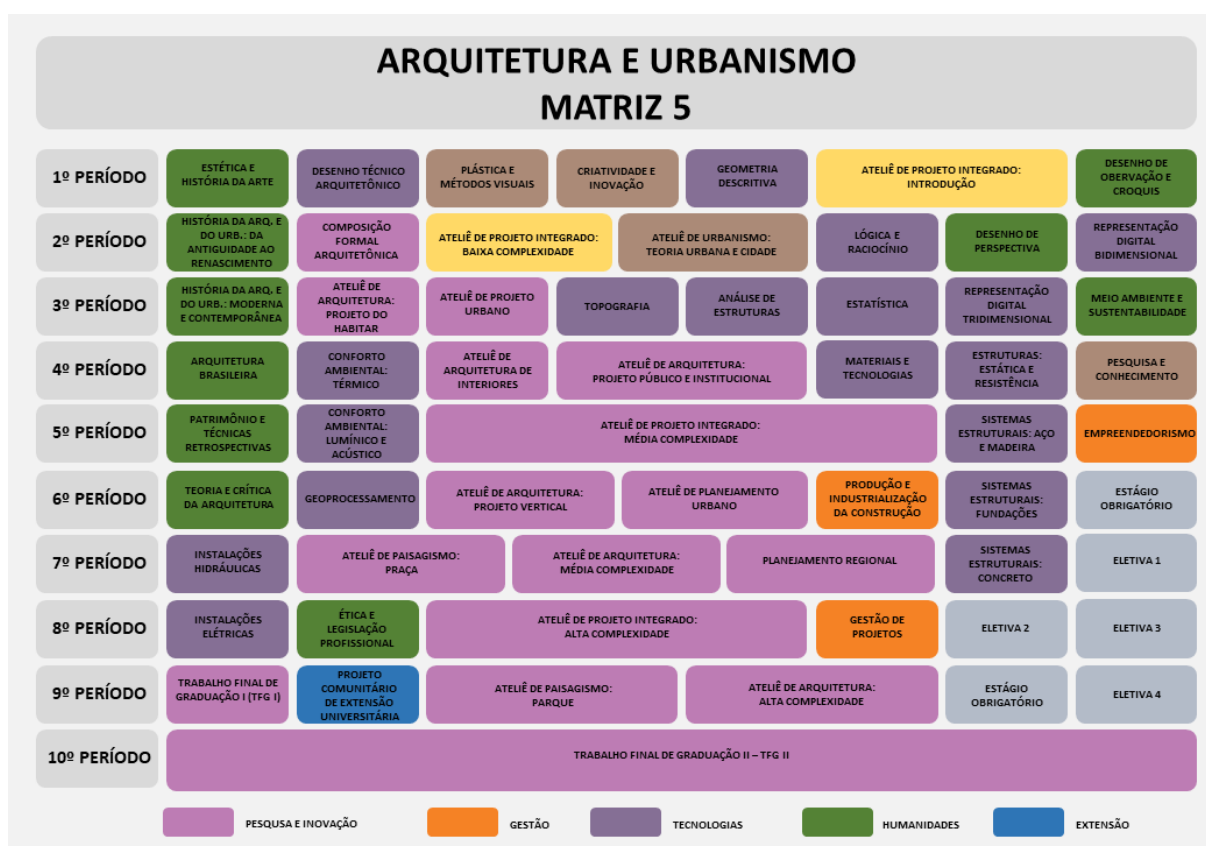 ARQUITETURA E URBANISMO
MATRIZ 5
1º PERÍODO
ESTÉTICA E
HISTÓRIA DA ARTE
DESENHO TÉCNICO
ARQUITETÔNICO
PLÁSTICA E
MÉTODOS VISUAIS
CRIATIVIDADE E
INOVAÇÃO
GEOMETRIA
DESCRITIVA
ATELIÊ DE PROJETO INTEGRADO:
INTRODUÇÃO
DESENHO DE
OBERVAÇÃO E
CROQUIS
2º PERÍODO
HISTÓRIA DA ARQ. E
DO URB.: DA
ANTIGUIDADE AO
RENASCIMENTO
COMPOSIÇÃO
FORMAL
ARQUITETÔNICA
ATELIÊ DE PROJETO INTEGRADO:
BAIXA COMPLEXIDADE
ATELIÊ DE URBANISMO:
TEORIA URBANA E CIDADE
LÓGICA E
RACIOCÍNIO
DESENHO DE
PERSPECTIVA
REPRESENTAÇÃO
DIGITAL
BIDIMENSIONAL
3º PERÍODO
HISTÓRIA DA ARQ. E
DO URB.: MODERNA
E CONTEMPORÂNEA
ATELIÊ DE
ARQUITETURA:
PROJETO DO
HABITAR
ATELIÊ DE PROJETO
URBANO
TOPOGRAFIA
ANÁLISE DE
ESTRUTURAS
ESTATÍSTICA
REPRESENTAÇÃO
DIGITAL
TRIDIMENSIONAL
MEIO AMBIENTE E
SUSTENTABILIDADE
4º PERÍODO
ARQUITETURA
BRASILEIRA
CONFORTO
AMBIENTAL:
TÉRMICO
ATELIÊ DE
ARQUITETURA DE
INTERIORES
ATELIÊ DE ARQUITETURA:
PROJETO PÚBLICO E INSTITUCIONAL
MATERIAIS E
TECNOLOGIAS
ESTRUTURAS:
ESTÁTICA E
RESISTÊNCIA
PESQUISA E
CONHECIMENTO
5º PERÍODO
PATRIMÔNIO E
TÉCNICAS
RETROSPECTIVAS
CONFORTO
AMBIENTAL:
LUMÍNICO E
ACÚSTICO
ATELIÊ DE PROJETO INTEGRADO:
MÉDIA COMPLEXIDADE
SISTEMAS
ESTRUTURAIS: AÇO
E MADEIRA
EMPREENDEDORISMO
6º PERÍODO
TEORIA E CRÍTICA
DA ARQUITETURA
GEOPROCESSAMENTO
ATELIÊ DE ARQUITETURA:
PROJETO VERTICAL
ATELIÊ DE PLANEJAMENTO
URBANO
PRODUÇÃO E
INDUSTRIALIZAÇÃO
DA CONSTRUÇÃO
SISTEMAS
ESTRUTURAIS:
FUNDAÇÕES
ESTÁGIO
OBRIGATÓRIO
7º PERÍODO
INSTALAÇÕES
HIDRÁULICAS
ATELIÊ DE PAISAGISMO:
PRAÇA
ATELIÊ DE ARQUITETURA:
MÉDIA COMPLEXIDADE
PLANEJAMENTO REGIONAL
SISTEMAS
ESTRUTURAIS:
CONCRETO
ELETIVA 1
8º PERÍODO
INSTALAÇÕES
ELÉTRICAS
ÉTICA E
LEGISLAÇÃO
PROFISSIONAL
ATELIÊ DE PROJETO INTEGRADO:
ALTA COMPLEXIDADE
GESTÃO DE
PROJETOS
ELETIVA 2
ELETIVA 3
9º PERÍODO
TRABALHO FINAL DE
GRADUAÇÃO I (TFG I)
PROJETO
COMUNITÁRIO
DE EXTENSÃO
UNIVERSITÁRIA
ATELIÊ DE PAISAGISMO:
PARQUE
ATELIÊ DE ARQUITETURA:
ALTA COMPLEXIDADE
ESTÁGIO
OBRIGATÓRIO
ELETIVA 4
10º PERÍODO
TRABALHO FINAL DE GRADUAÇÃO II – TFG II
PESQUSA E INOVAÇÃO
GESTÃO
TECNOLOGIAS
HUMANIDADES
EXTENSÃO